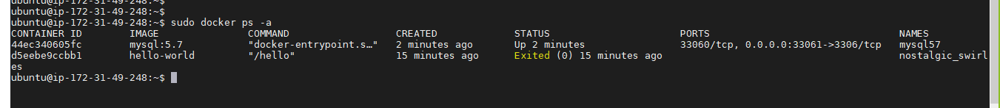 ubuntu@ip-172-31-49-248:~$
ubuntu@ip-172-31-49-248:~$
ubuntu@ip-172-31-49-248:~$ sudo docker ps -a
CONTAINER ID        IMAGE               COMMAND                  CREATED             STATUS                      PORTS                                NAMES
44ec340605fc        mysql:5.7           "docker-entrypoint.s…"   2 minutes ago       Up 2 minutes                33060/tcp, 0.0.0.0:33061->3306/tcp   mysql57
d5eebe9ccbb1        hello-world         "/hello"                 15 minutes ago      Exited (0) 15 minutes ago                                        nostalgic_swirl
es
ubuntu@ip-172-31-49-248:~$